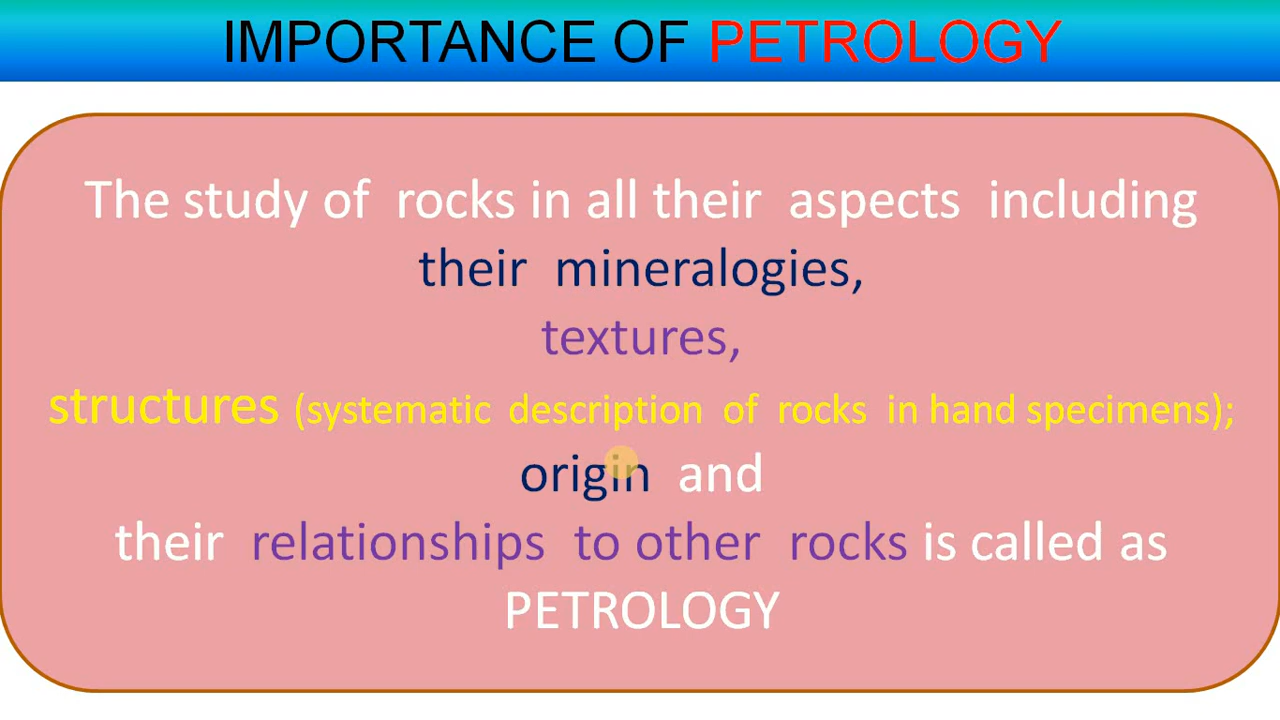 IMPORTANCE OF PETROLOGY
The study of rocks in all their aspects including
their mineralogies,
textures,
structures (systematic description of rocks in hand specimens);
origin and
their relationships to other rocks is called as
PETROLOGY